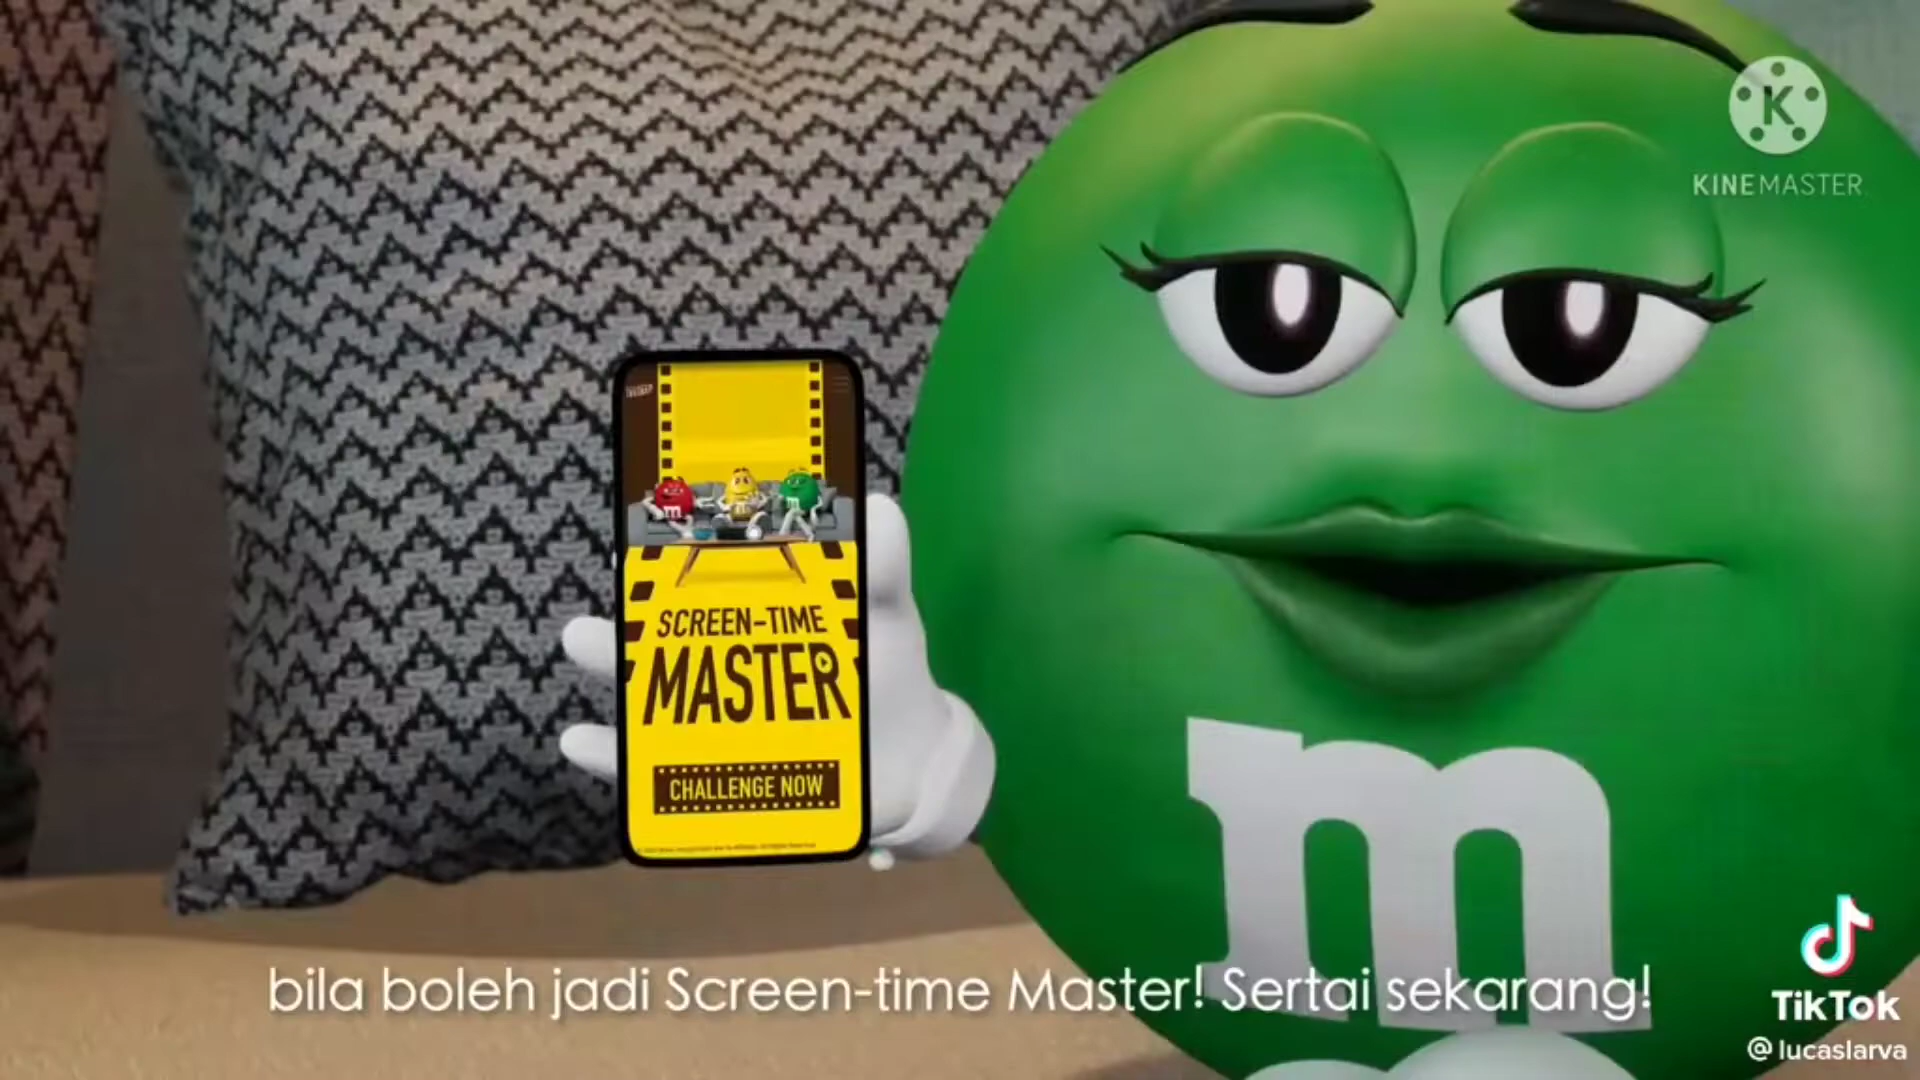 K
KINEMASTER
m
m
m
SCREEN-TIME
MASTER
CHALLENGE NOW
m
bila boleh jadi Screen-time Master! Sertai sekarang!
TikTok
@lucaslarva